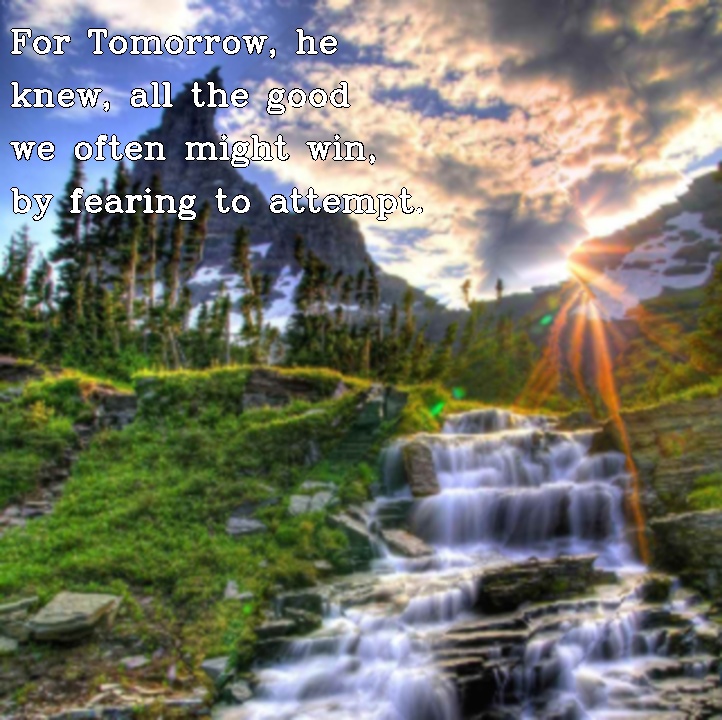 For Tomorrow, he
knew, all the good
we often might win,
by fearing to attempt.